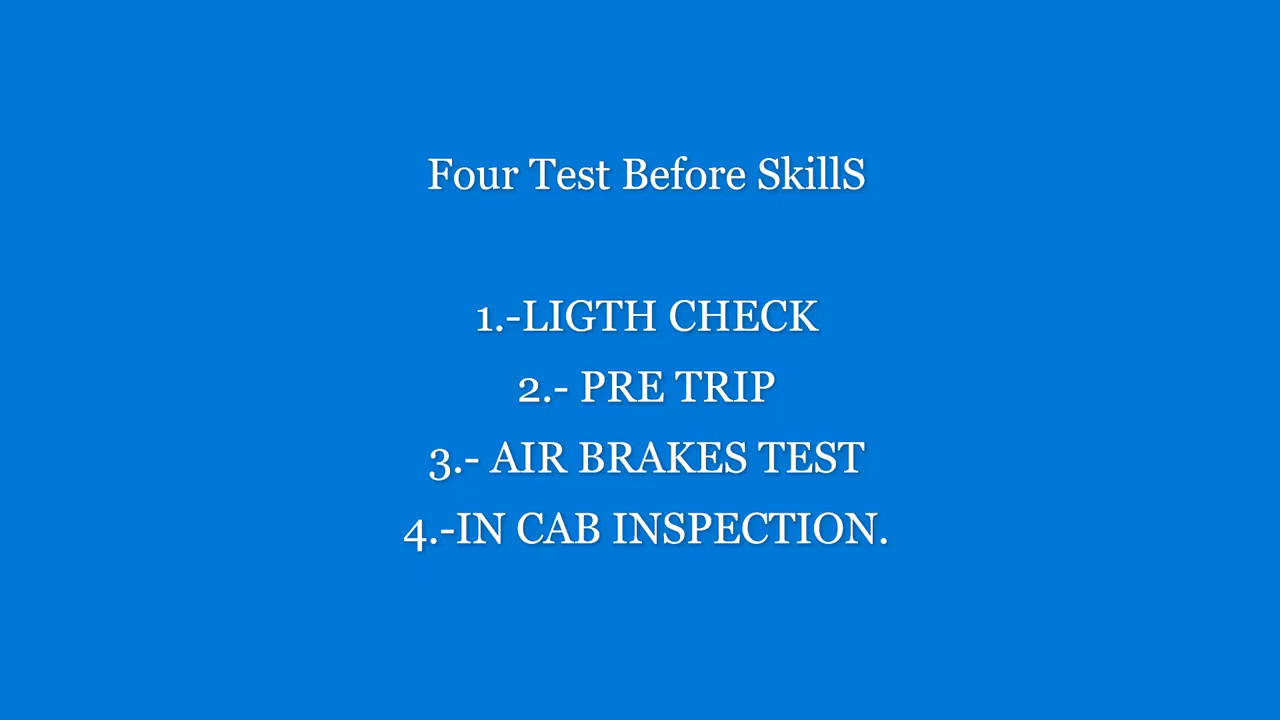 Four Test Before SkillS
1.-LIGTH CHECK
2.- PRE TRIP
3.- AIR BRAKES TEST
4.-IN CAB INSPECTION.